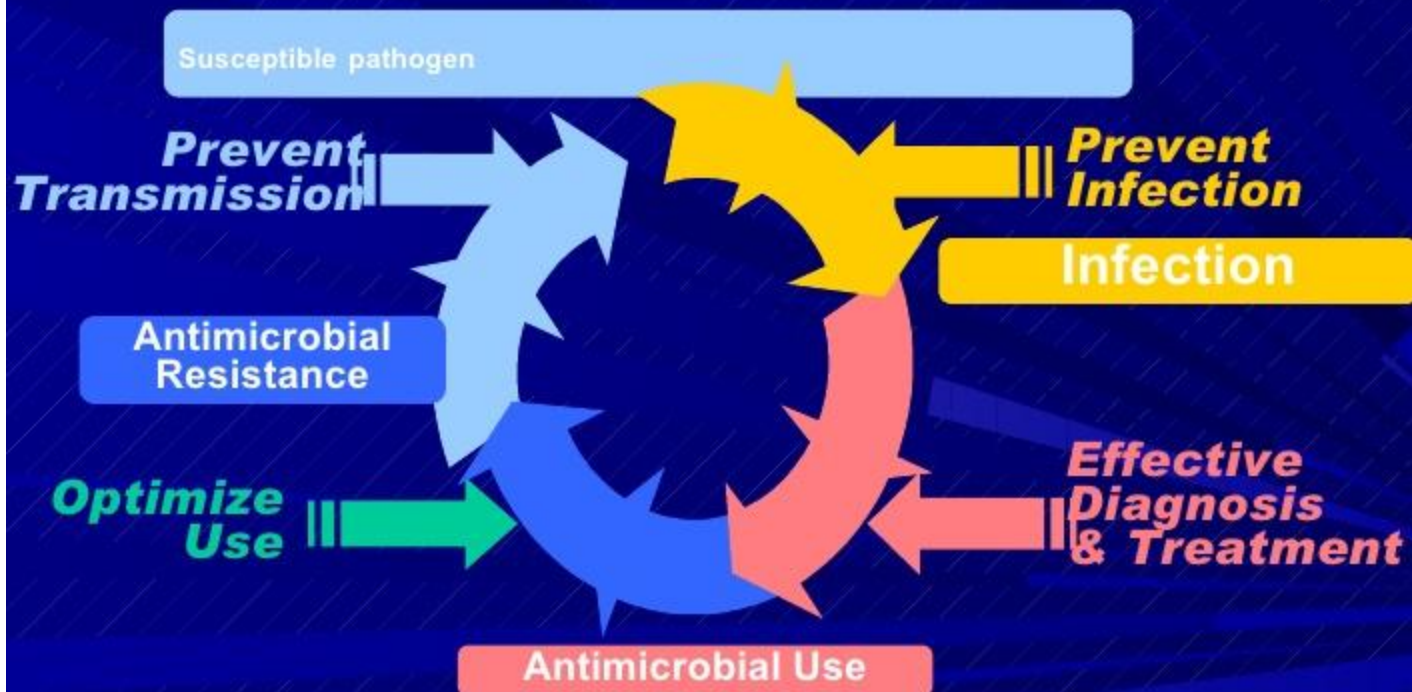 Susceptible pathogen
Prevent
Transmission
Prevent
Infection
Infection
Antimicrobial
Resistance
Optimize
Use
Effective
Diagnosis
& Treatment
Antimicrobial Use